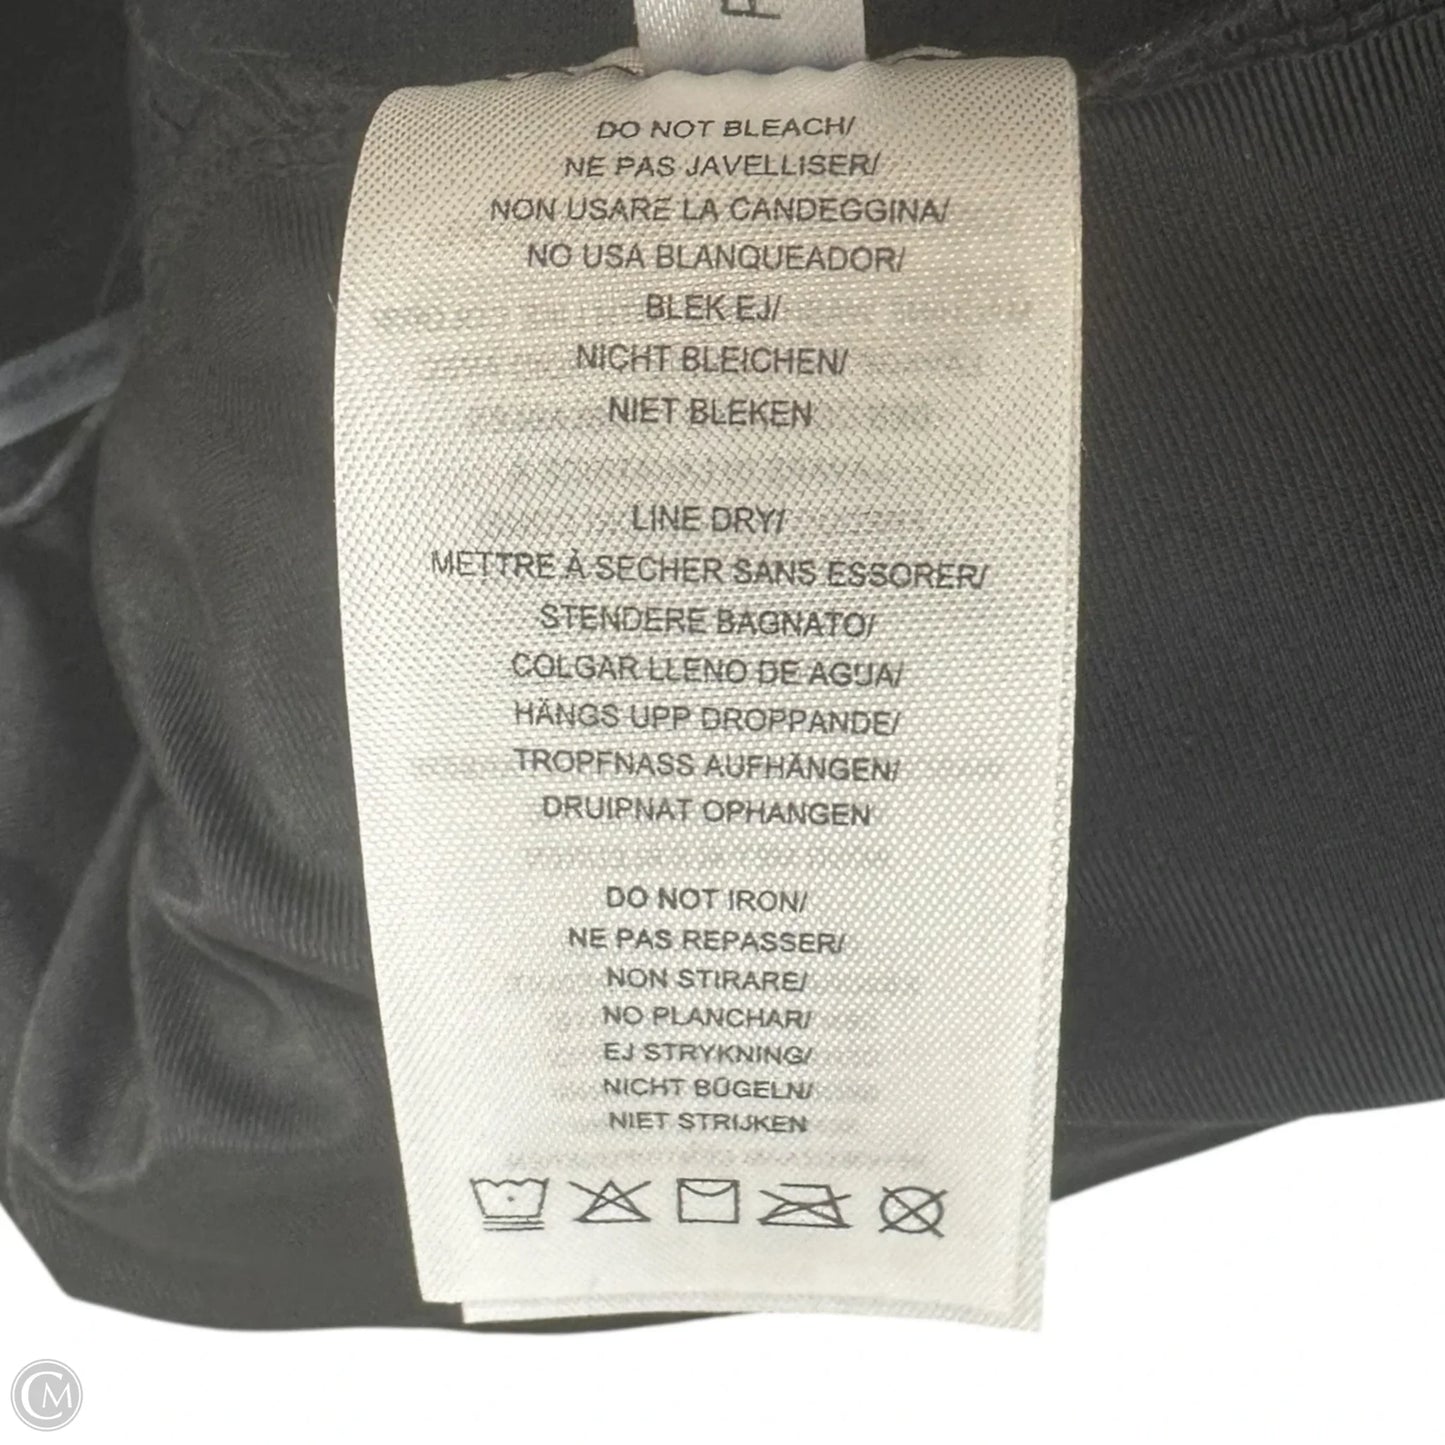 DO NOT BLEACH/
NE PAS JAVELLISER/
NON USARE LA CANDEGGINA/
NO USA BLANQUEADOR/
BLEK EJ/
NICHT BLEICHEN/
NIET BLEKEN
LINE DRY/
METTRE À SECHER SANS ESSORER/
STENDERE BAGNATO/
COLGAR LLENO DE AGUA/
HÄNGS UPP DROPPANDE/
TROPFNASS AUFHÄNGEN/
DRUIPNAT OPHANGEN
DO NOT IRON/
NE PAS REPASSER/
NON STIRARE/
NO PLANCHAR/
EJ STRYKNING/
NICHT BÜGELN/
NIET STRIJKEN
CM